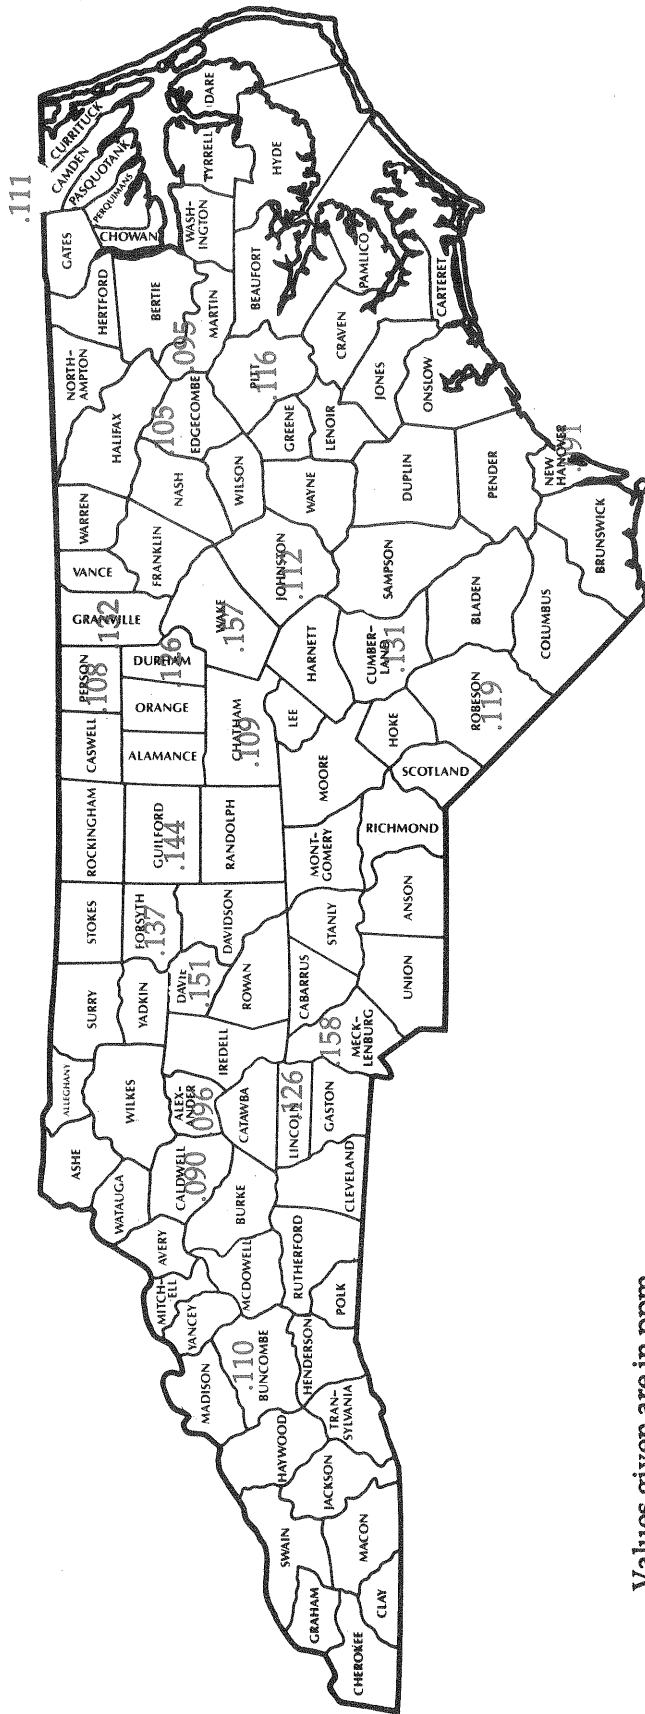 .111
CURRITUCK
CAMDEN
PASQUOTANK
PERQUIMANS
CHOWAN
GATES
HERTFORD
NORTH-
AMPTON
HALIFAX
WARREN
VANCE
GRANVILLE
.132
PERSON
.108
CASWELL
ROCKINGHAM
STOKES
SURRY
ALLEGHANY
ASHE
WATAUGA
WILKES
YADKIN
FORSYTH
.137
GUILFORD
.144
ALAMANCE
ORANGE
DURHAM
FRANKLIN
NASH
EDGECOMBE
.105
BERTIE
MARTIN
.095
WASH-
INGTON
TYRRELL
DARE
HYDE
BEAUFORT
PITT
.116
GREENE
WILSON
WAYNE
JOHNSTON
.112
WAKE
.157
CHATHAM
.109
RANDOLPH
DAVIDSON
DAVIE
.151
ROWAN
IREDELL
ALEX-
ANDER
.096
CALDWELL
.090
CATAWBA
BURKE
AVERY
MITCH-
ELL
YANCEY
MCDOWELL
MADISON
BUNCOMBE
.110
HAYWOOD
SWAIN
GRAHAM
CHEROKEE
CLAY
MACON
JACKSON
TRAN-
SYLVANIA
HENDERSON
POLK
RUTHERFORD
CLEVELAND
LINCOLN
.126
GASTON
MECK-
LENBURG
.158
CABARRUS
UNION
STANLY
ANSON
MONT-
GOMERY
RICHMOND
MOORE
SCOTLAND
HOKE
LEE
HARNETT
CUMBER-
LAND
.131
ROBESON
.119
SAMPSON
BLADEN
COLUMBUS
BRUNSWICK
NEW
HANOVER
PENDER
DUPLIN
LENOIR
JONES
ONSLOW
CRAVEN
PAMLICO
CARTERET
Values given are in ppm